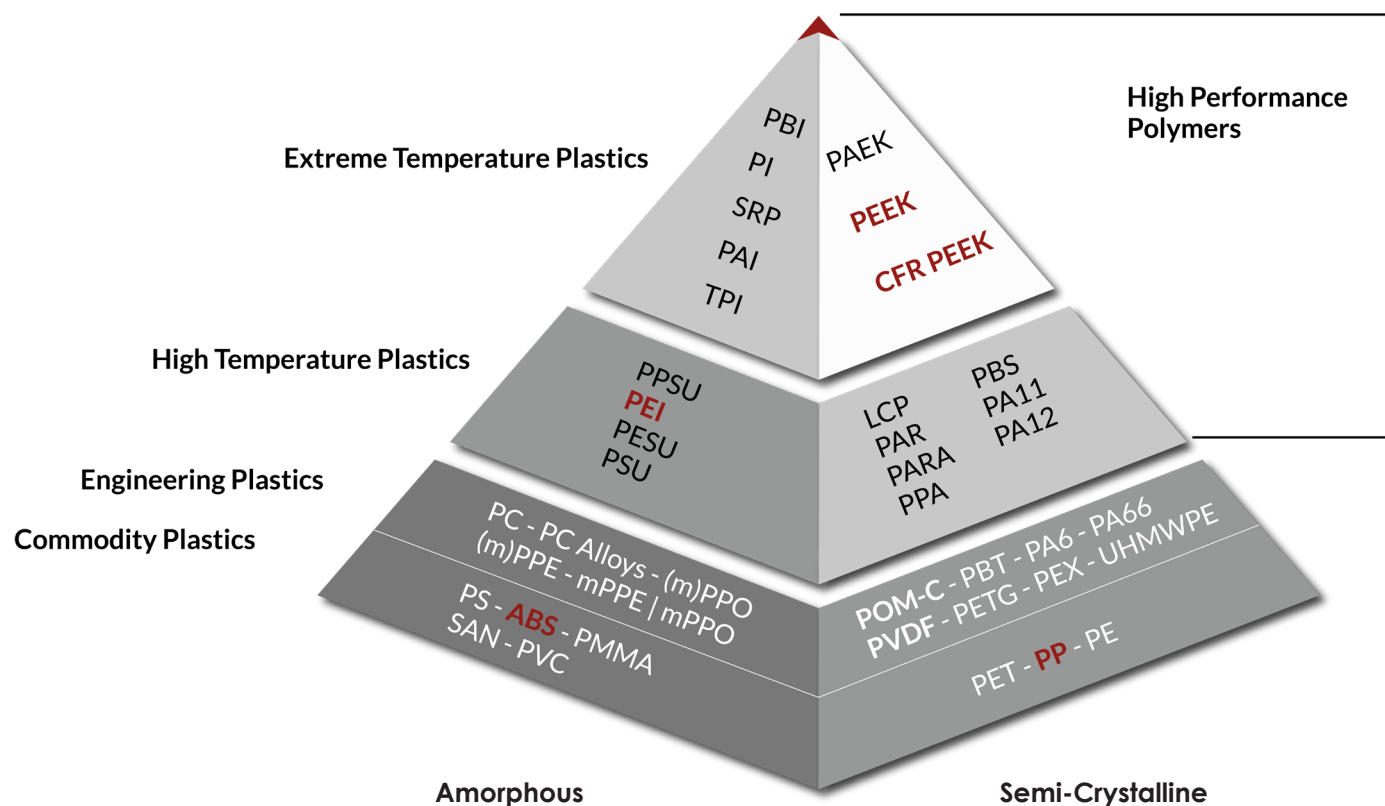 High Performance
Polymers
Extreme Temperature Plastics
PBI
PI
SRP
PAI
TPI
PAEK
PEEK
CFR PEEK
High Temperature Plastics
PPSU
PEI
PESU
PSU
LCP
PAR
PARA
PPA
PBS
PA11
PA12
Engineering Plastics
PC - PC Alloys - (m)PPO
(m)PPE - mPPE | mPPO
POM-C - PBT - PA6 - PA66
PVDF - PETG - PEX - UHMWPE
Commodity Plastics
PS - ABS - PMMA
SAN - PVC
PET - PP - PE
Amorphous
Semi-Crystalline